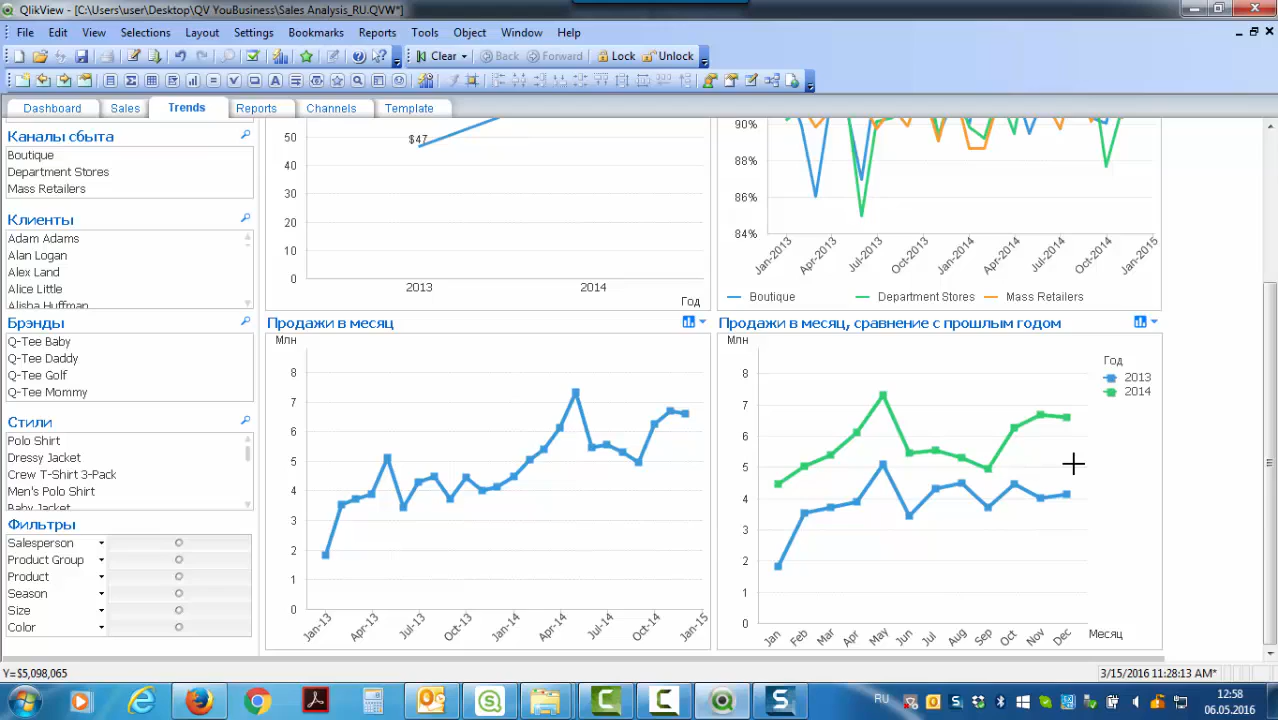 QlikView - [C:\Users\user\Desktop\QV YouBusiness\Sales Analysis_RU.QVW*]
File Edit View Selections Layout Settings Bookmarks Reports Tools Object Window Help
Clear Back Forward Lock Unlock
Dashboard Sales Trends Reports Channels Template
Каналы сбыта
Boutique
Department Stores
Mass Retailers
Клиенты
Adam Adams
Alan Logan
Alex Land
Alice Little
Alisha Huffman
Брэнды
Q-Tee Baby
Q-Tee Daddy
Q-Tee Golf
Q-Tee Mommy
Стили
Polo Shirt
Dressy Jacket
Crew T-Shirt 3-Pack
Men's Polo Shirt
Baby Jacket
Фильтры
Salesperson
Product Group
Product
Season
Size
Color
$47
50
40
30
20
10
0
2013 2014
Год
90%
88%
86%
84%
Jan-2013 Apr-2013 Jul-2013 Oct-2013 Jan-2014 Apr-2014 Jul-2014 Oct-2014 Jan-2015
Boutique Department Stores Mass Retailers
Продажи в месяц
Млн
8
7
6
5
4
3
2
1
0
Jan-13 Apr-13 Jul-13 Oct-13 Jan-14 Apr-14 Jul-14 Oct-14 Jan-15
Продажи в месяц, сравнение с прошлым годом
Млн
Год
2013
2014
8
7
6
5
4
3
2
1
0
Jan Feb Mar Apr May Jun Jul Aug Sep Oct Nov Dec
Месяц
Y=$5,098,065
3/15/2016 11:28:13 AM*
RU
12:58
06.05.2016